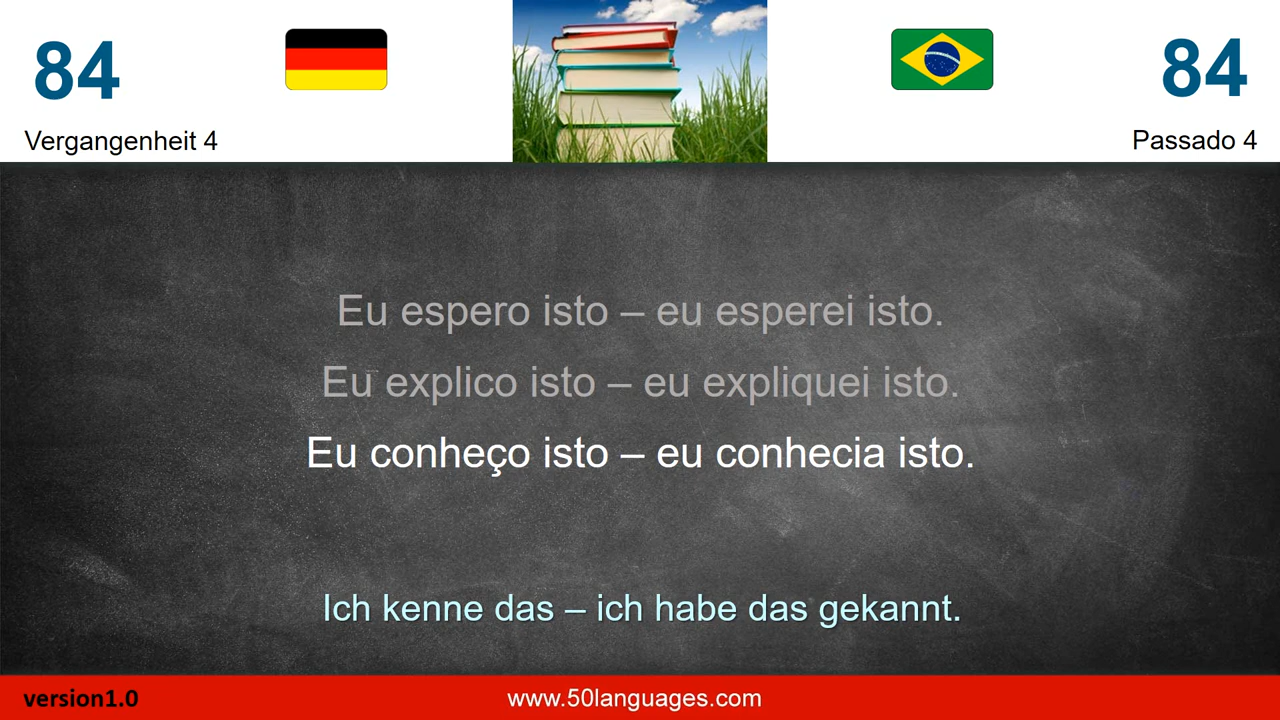 84
84
Vergangenheit 4
Passado 4
Eu espero isto – eu esperei isto.
Eu explico isto – eu expliquei isto.
Eu conheço isto – eu conhecia isto.
Ich kenne das – ich habe das gekannt.
version1.0
www.50languages.com